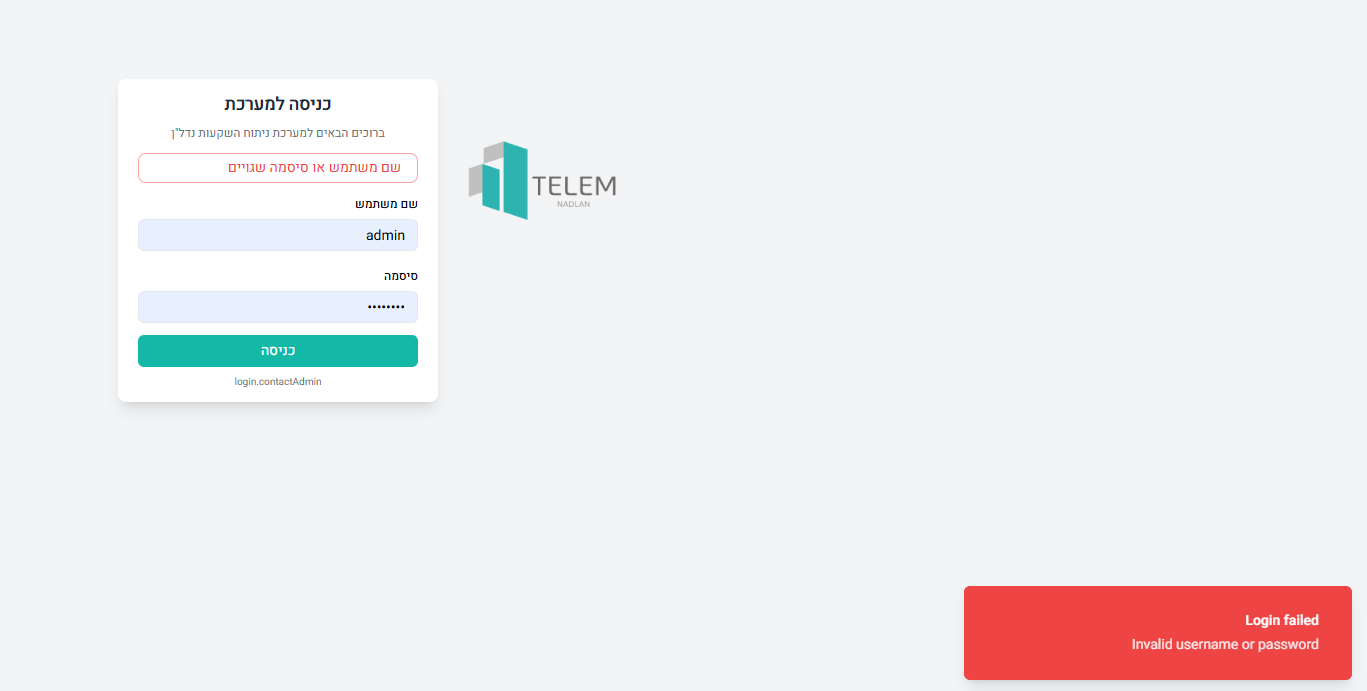 כניסה למערכת
ברוכים הבאים למערכת ניתוח השקעות נדל"ן
שם משתמש או סיסמה שגויים
שם משתמש
admin
סיסמה
••••••••
כניסה
login.contactAdmin
TELEM
NADLAN
Login failed
Invalid username or password